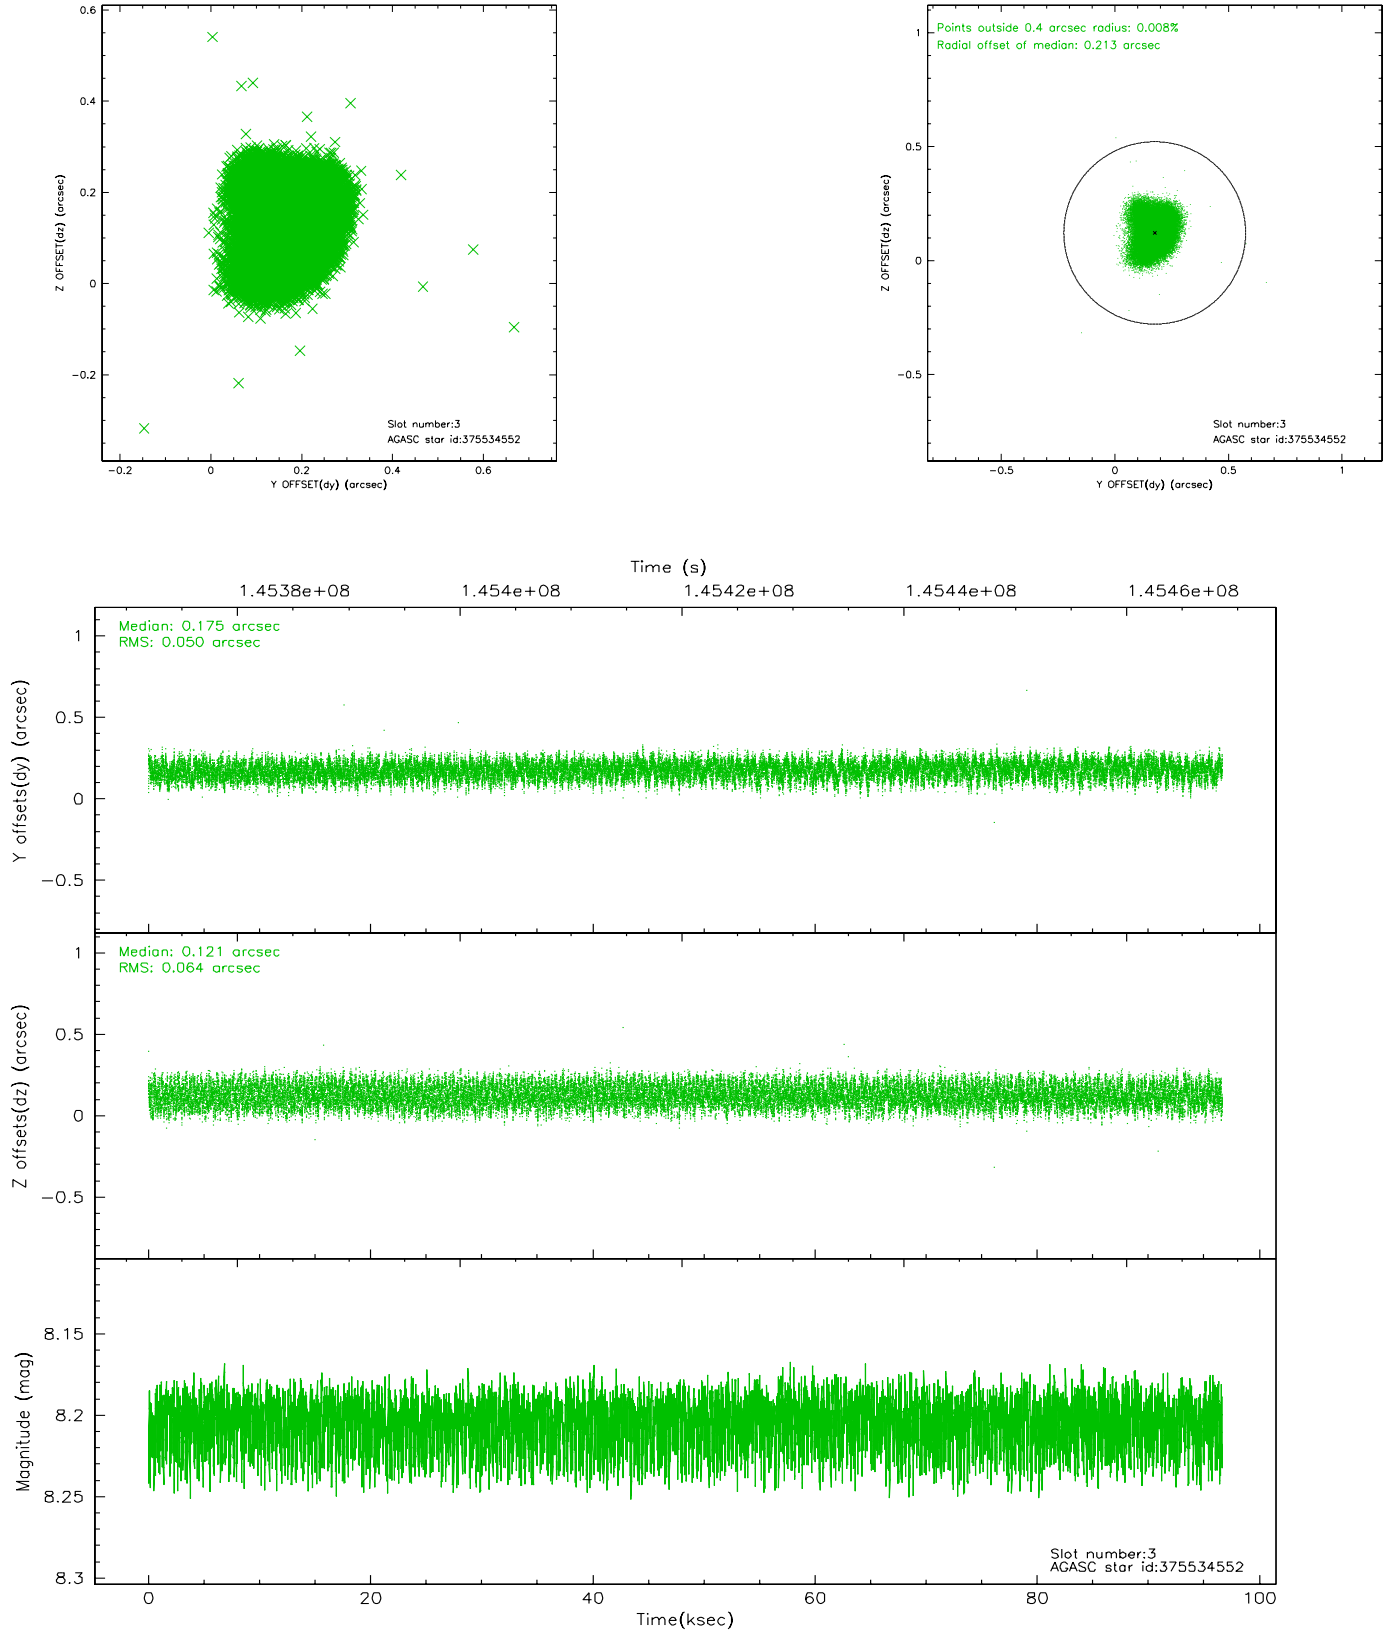 0.6
0.4
0.2
0
−0.2
Z OFFSET(dz) (arcsec)
−0.2 0 0.2 0.4 0.6
Y OFFSET(dy) (arcsec)
Slot number:3
AGASC star id:375534552
Points outside 0.4 arcsec radius: 0.008%
Radial offset of median: 0.213 arcsec
1
0.5
0
−0.5
Z OFFSET(dz) (arcsec)
Slot number:3
AGASC star id:375534552
−0.5 0 0.5 1
Y OFFSET(dy) (arcsec)
Time (s)
1.4538e+08 1.454e+08 1.4542e+08 1.4544e+08 1.4546e+08
Median: 0.175 arcsec
RMS: 0.050 arcsec
1
0.5
0
−0.5
Y offsets(dy) (arcsec)
Median: 0.121 arcsec
RMS: 0.064 arcsec
1
0.5
0
−0.5
Z offsets(dz) (arcsec)
8.15
8.2
8.25
8.3
Magnitude (mag)
Slot number:3
AGASC star id:375534552
0 20 40 60 80 100
Time(ksec)